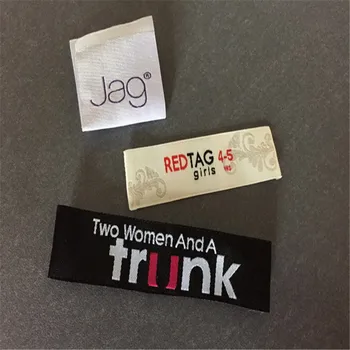 Jag®
REDTAG 4-5
girls
Two Women And A
trunk